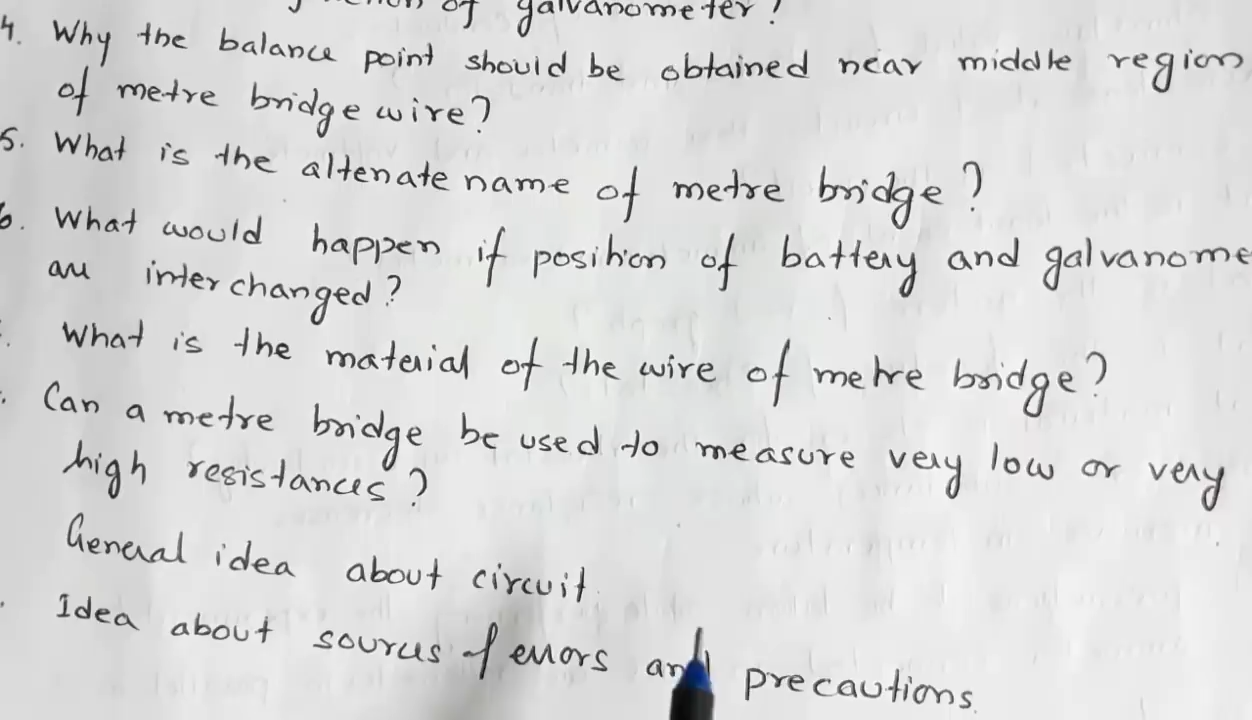 of galvanometer!
4. Why the balance point should be obtained near middle region
of metre bridge wire?
5. What is the altenate name of metre bridge?
6. What would happen if position of battery and galvanome
are interchanged?
What is the material of the wire of metre bridge?
Can a metre bridge be used to measure very low or very
high resistances?
General idea about circuit.
Idea about sources of errors and precautions.